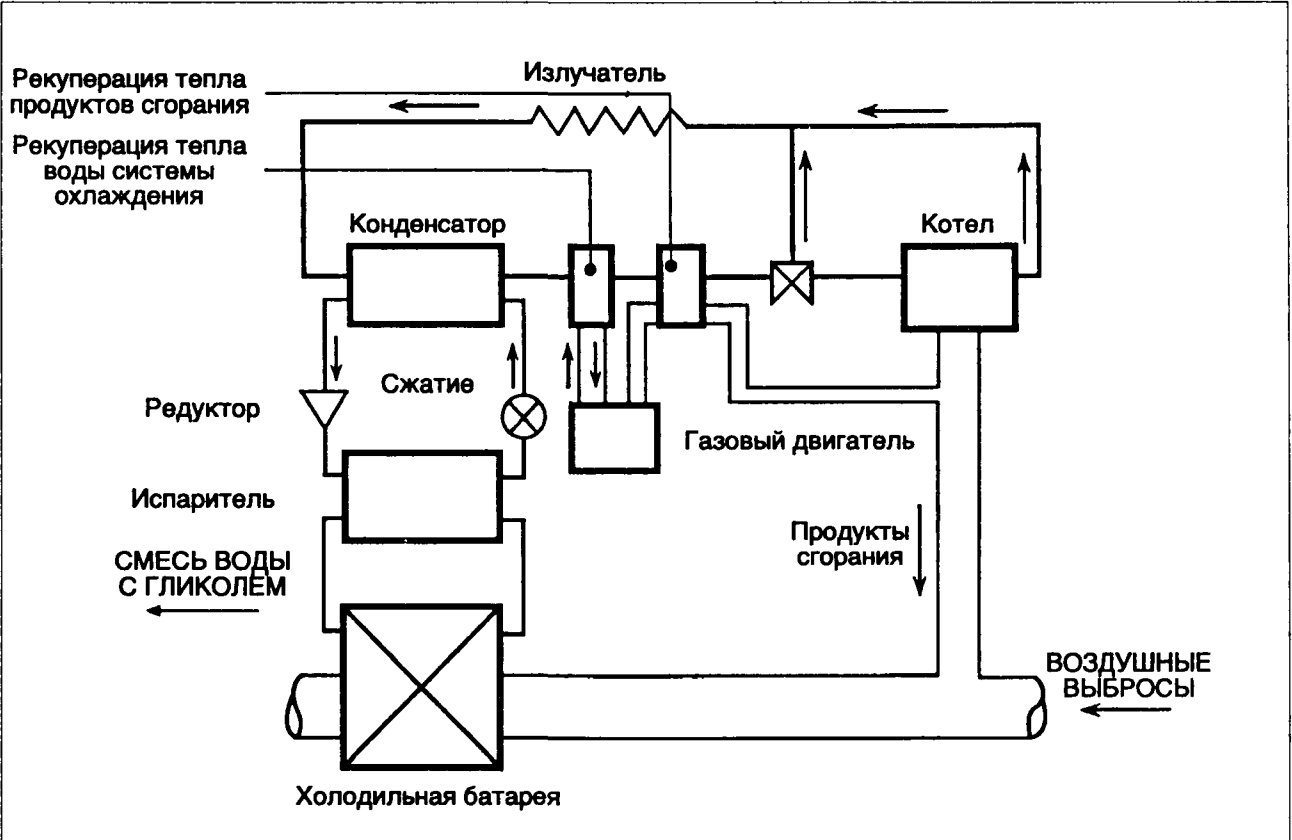 Рекуперация тепла
продуктов сгорания
Излучатель
Рекуперация тепла
воды системы
охлаждения
Конденсатор
Котел
Сжатие
Редуктор
Газовый двигатель
Испаритель
Продукты
сгорания
СМЕСЬ ВОДЫ
С ГЛИКОЛЕМ
ВОЗДУШНЫЕ
ВЫБРОСЫ
Холодильная батарея